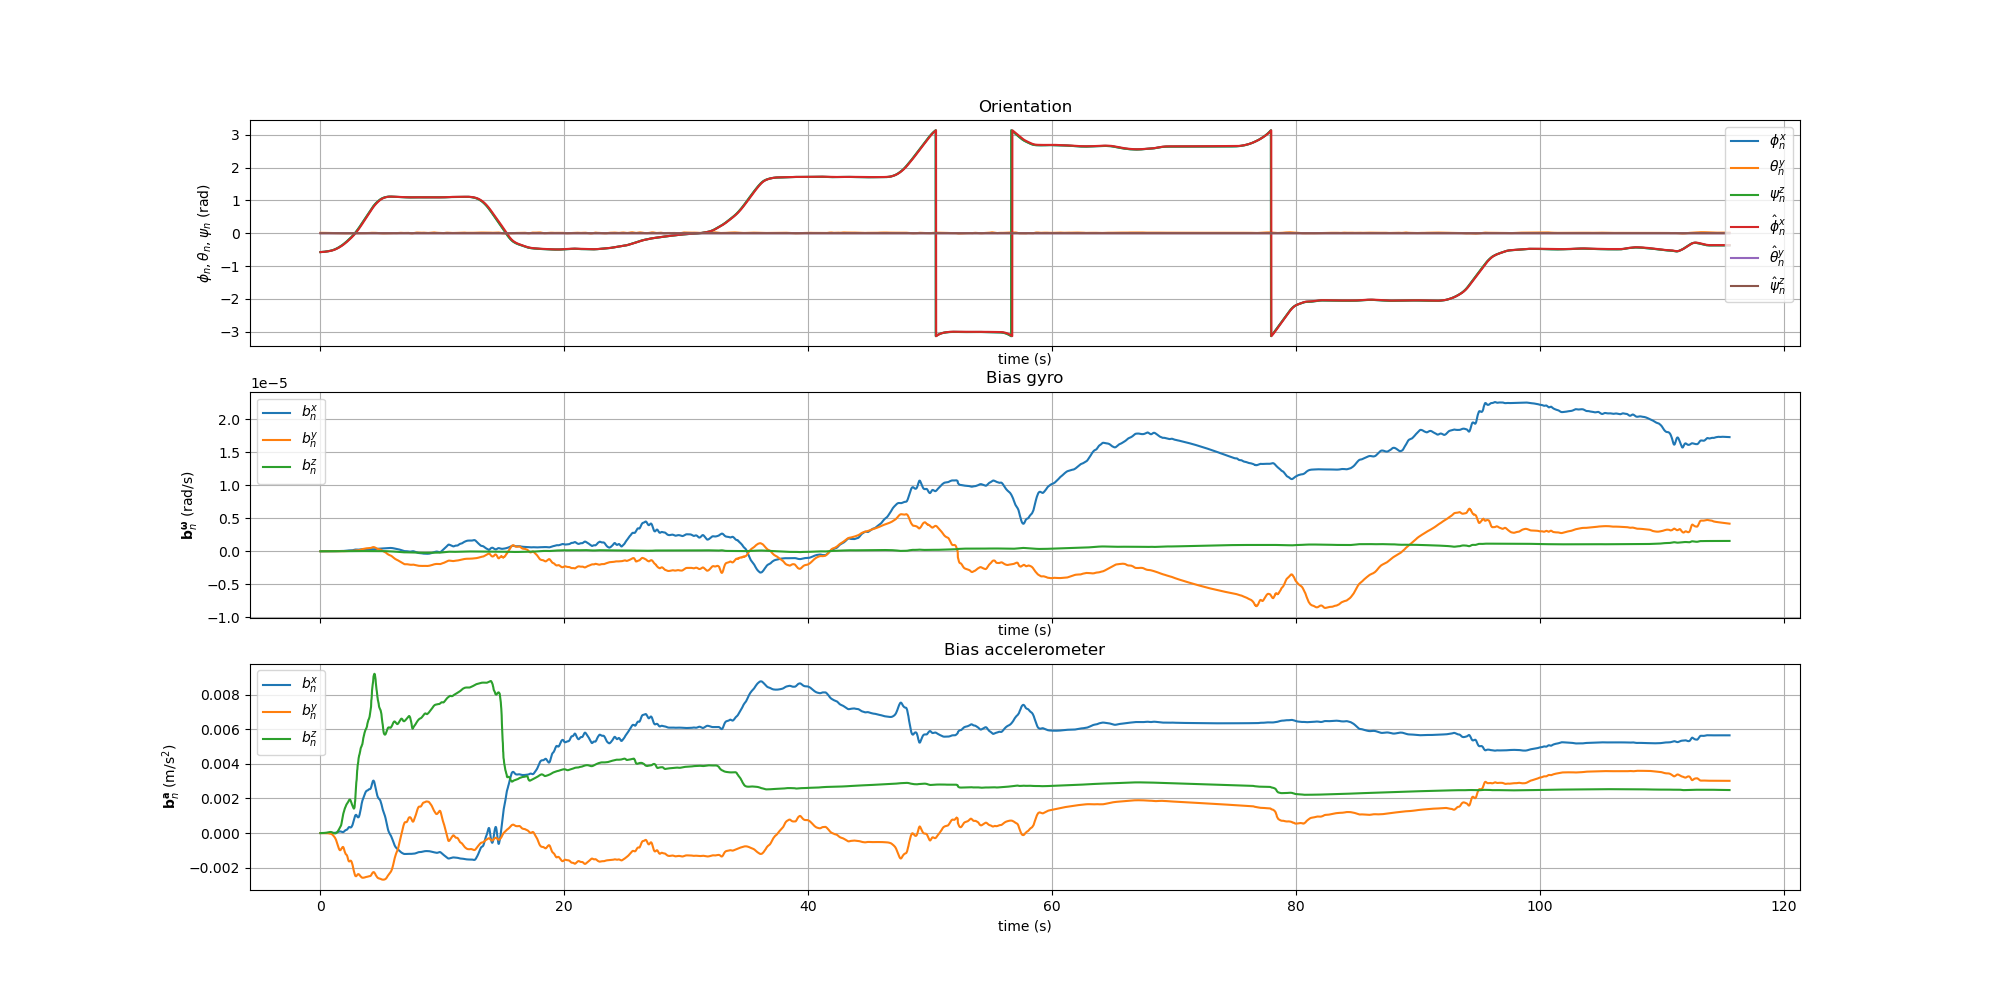 Orientation
3
2
1
0
−1
−2
−3
ϕₙ, θₙ, ψₙ (rad)
ϕₙˣ
θₙʸ
ψₙᶻ
ϕ̂ₙˣ
θ̂ₙʸ
ψ̂ₙᶻ
time (s)
Bias gyro
1e−5
2.0
1.5
1.0
0.5
0.0
−0.5
−1.0
bₙ^ω (rad/s)
bₙˣ
bₙʸ
bₙᶻ
time (s)
Bias accelerometer
0.008
0.006
0.004
0.002
0.000
−0.002
bₙ^a (m/s²)
bₙˣ
bₙʸ
bₙᶻ
0 20 40 60 80 100 120
time (s)